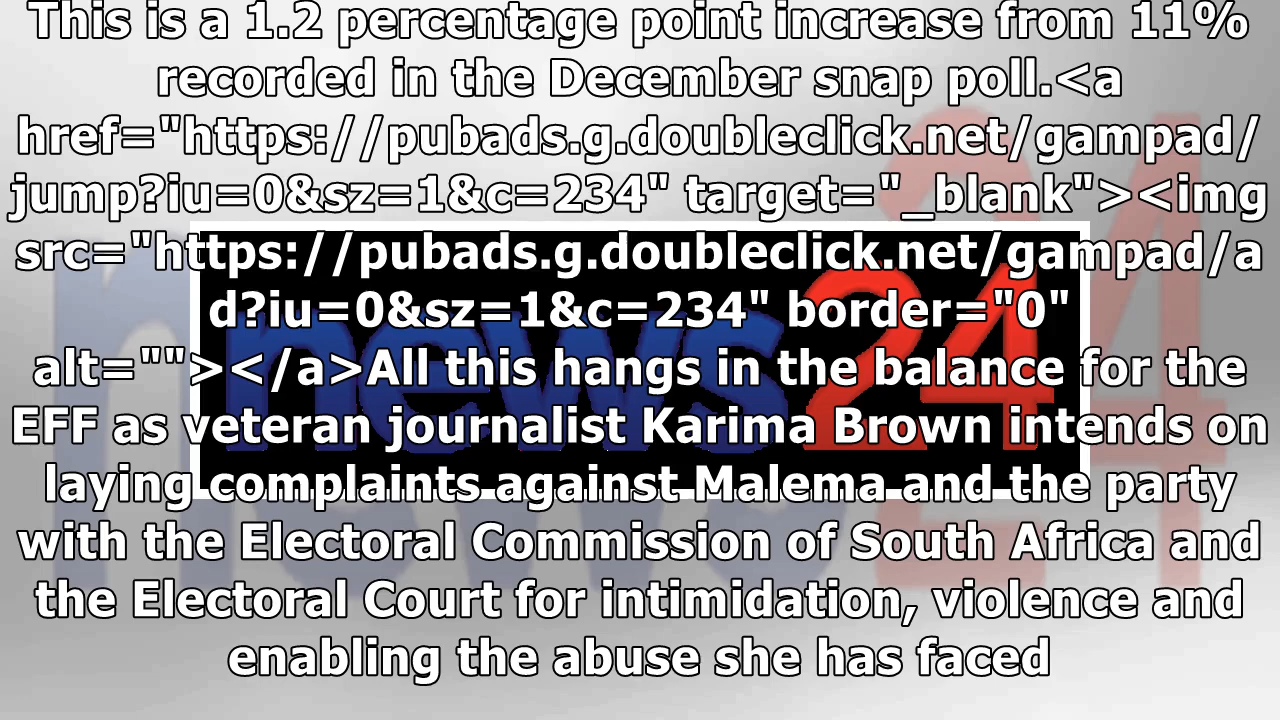 This is a 1.2 percentage point increase from 11%
recorded in the December snap poll.<a
href="https://pubads.g.doubleclick.net/gampad/
jump?iu=0&sz=1&c=234" target="_blank"><img
src="https://pubads.g.doubleclick.net/gampad/a
d?iu=0&sz=1&c=234" border="0"
alt=""></a>All this hangs in the balance for the
EFF as veteran journalist Karima Brown intends on
laying complaints against Malema and the party
with the Electoral Commission of South Africa and
the Electoral Court for intimidation, violence and
enabling the abuse she has faced
news24